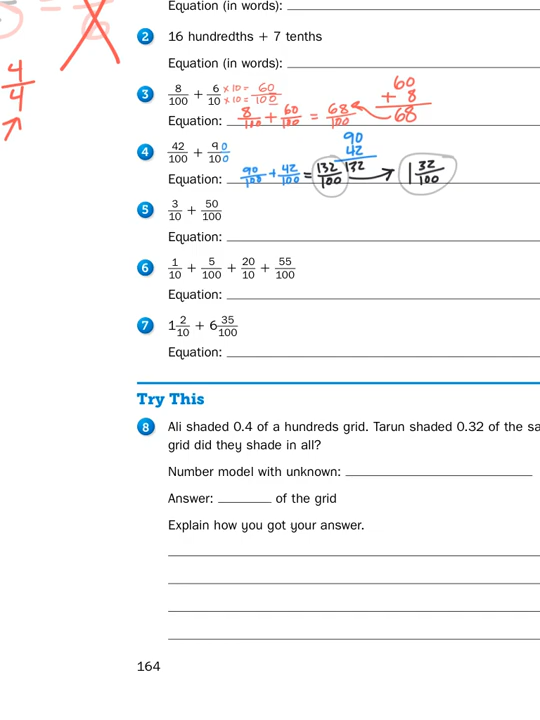 Equation (in words):
2 16 hundredths + 7 tenths
Equation (in words):
3 8/100 + 6/10 × 10 = 60 × 10 = 100
60
+ 8
68
Equation: 8/100 + 60/100 = 68/100
4 42/100 + 90/100
90
42
132
Equation: 90/100 + 42/100 = 132/100 → 1 32/100
4/4
5 3/10 + 50/100
Equation:
6 1/10 + 5/100 + 20/10 + 55/100
Equation:
7 1 2/10 + 6 35/100
Equation:
Try This
8 Ali shaded 0.4 of a hundreds grid. Tarun shaded 0.32 of the sa
grid did they shade in all?
Number model with unknown:
Answer: of the grid
Explain how you got your answer.
164